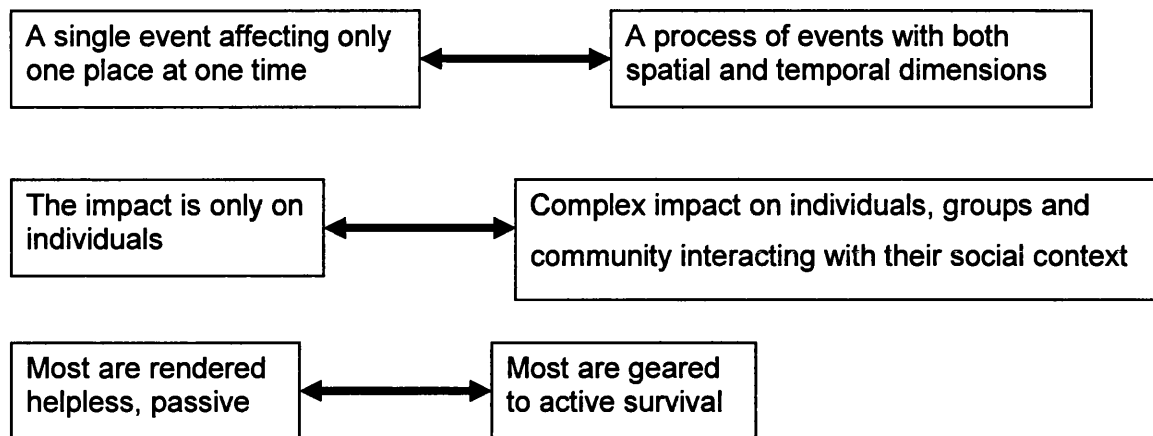 A single event affecting only
one place at one time
A process of events with both
spatial and temporal dimensions
The impact is only on
individuals
Complex impact on individuals, groups and
community interacting with their social context
Most are rendered
helpless, passive
Most are geared
to active survival